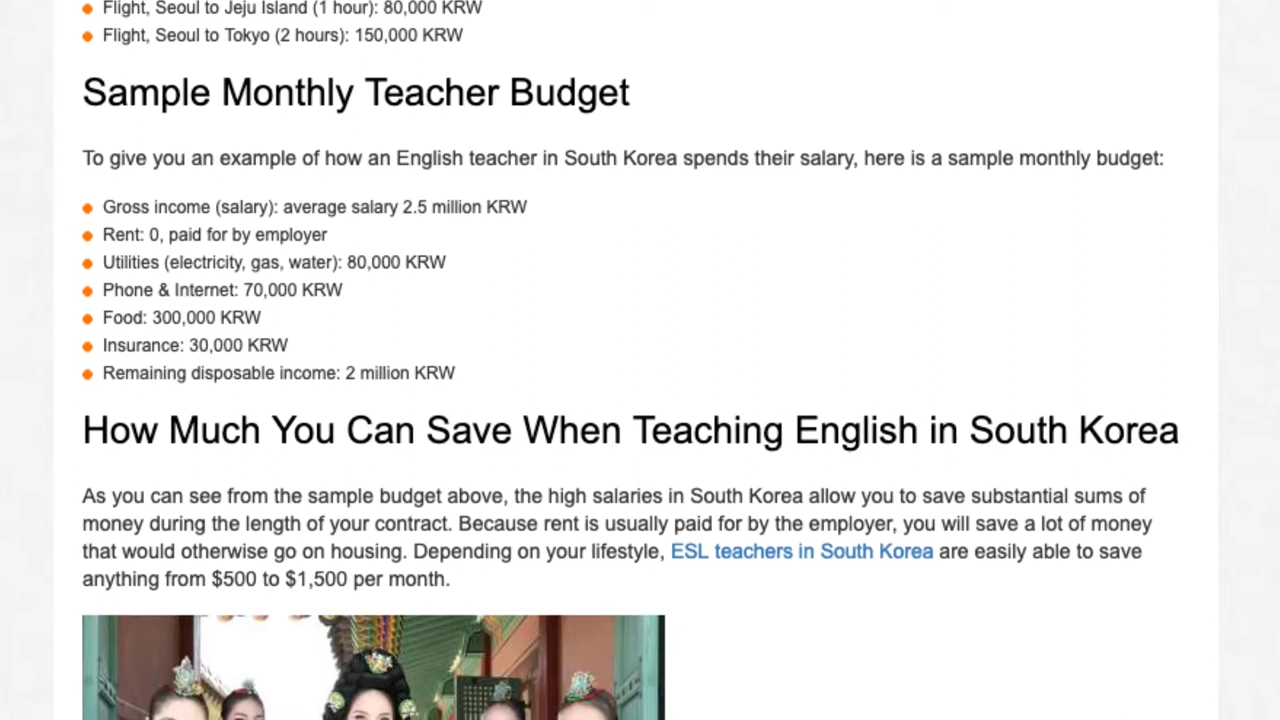 Flight, Seoul to Jeju Island (1 hour): 80,000 KRW
Flight, Seoul to Tokyo (2 hours): 150,000 KRW
Sample Monthly Teacher Budget
To give you an example of how an English teacher in South Korea spends their salary, here is a sample monthly budget:
Gross income (salary): average salary 2.5 million KRW
Rent: 0, paid for by employer
Utilities (electricity, gas, water): 80,000 KRW
Phone & Internet: 70,000 KRW
Food: 300,000 KRW
Insurance: 30,000 KRW
Remaining disposable income: 2 million KRW
How Much You Can Save When Teaching English in South Korea
As you can see from the sample budget above, the high salaries in South Korea allow you to save substantial sums of
money during the length of your contract. Because rent is usually paid for by the employer, you will save a lot of money
that would otherwise go on housing. Depending on your lifestyle, ESL teachers in South Korea are easily able to save
anything from $500 to $1,500 per month.